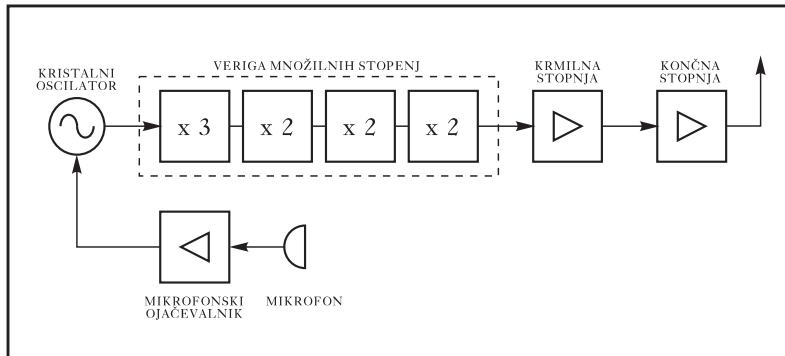 KRISTALNI
OSCILATOR
VERIGA MNOŽILNIH STOPENJ
KRMILNA
STOPNJA
KONČNA
STOPNJA
x 3
x 2
x 2
x 2
MIKROFONSKI
OJAČEVALNIK
MIKROFON